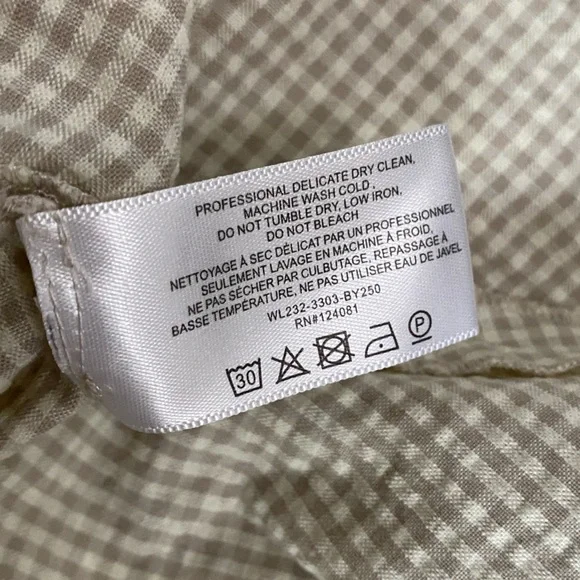 PROFESSIONAL DELICATE DRY CLEAN,
MACHINE WASH COLD ,
DO NOT TUMBLE DRY, LOW IRON,
DO NOT BLEACH
NETTOYAGE À SEC DÉLICAT PAR UN PROFESSIONNEL
SEULEMENT LAVAGE EN MACHINE À FROID,
NE PAS SÉCHER PAR CULBUTAGE, REPASSAGE À
BASSE TEMPÉRATURE, NE PAS UTILISER EAU DE JAVEL
WL232-3303-BY250
RN#124081
30 P